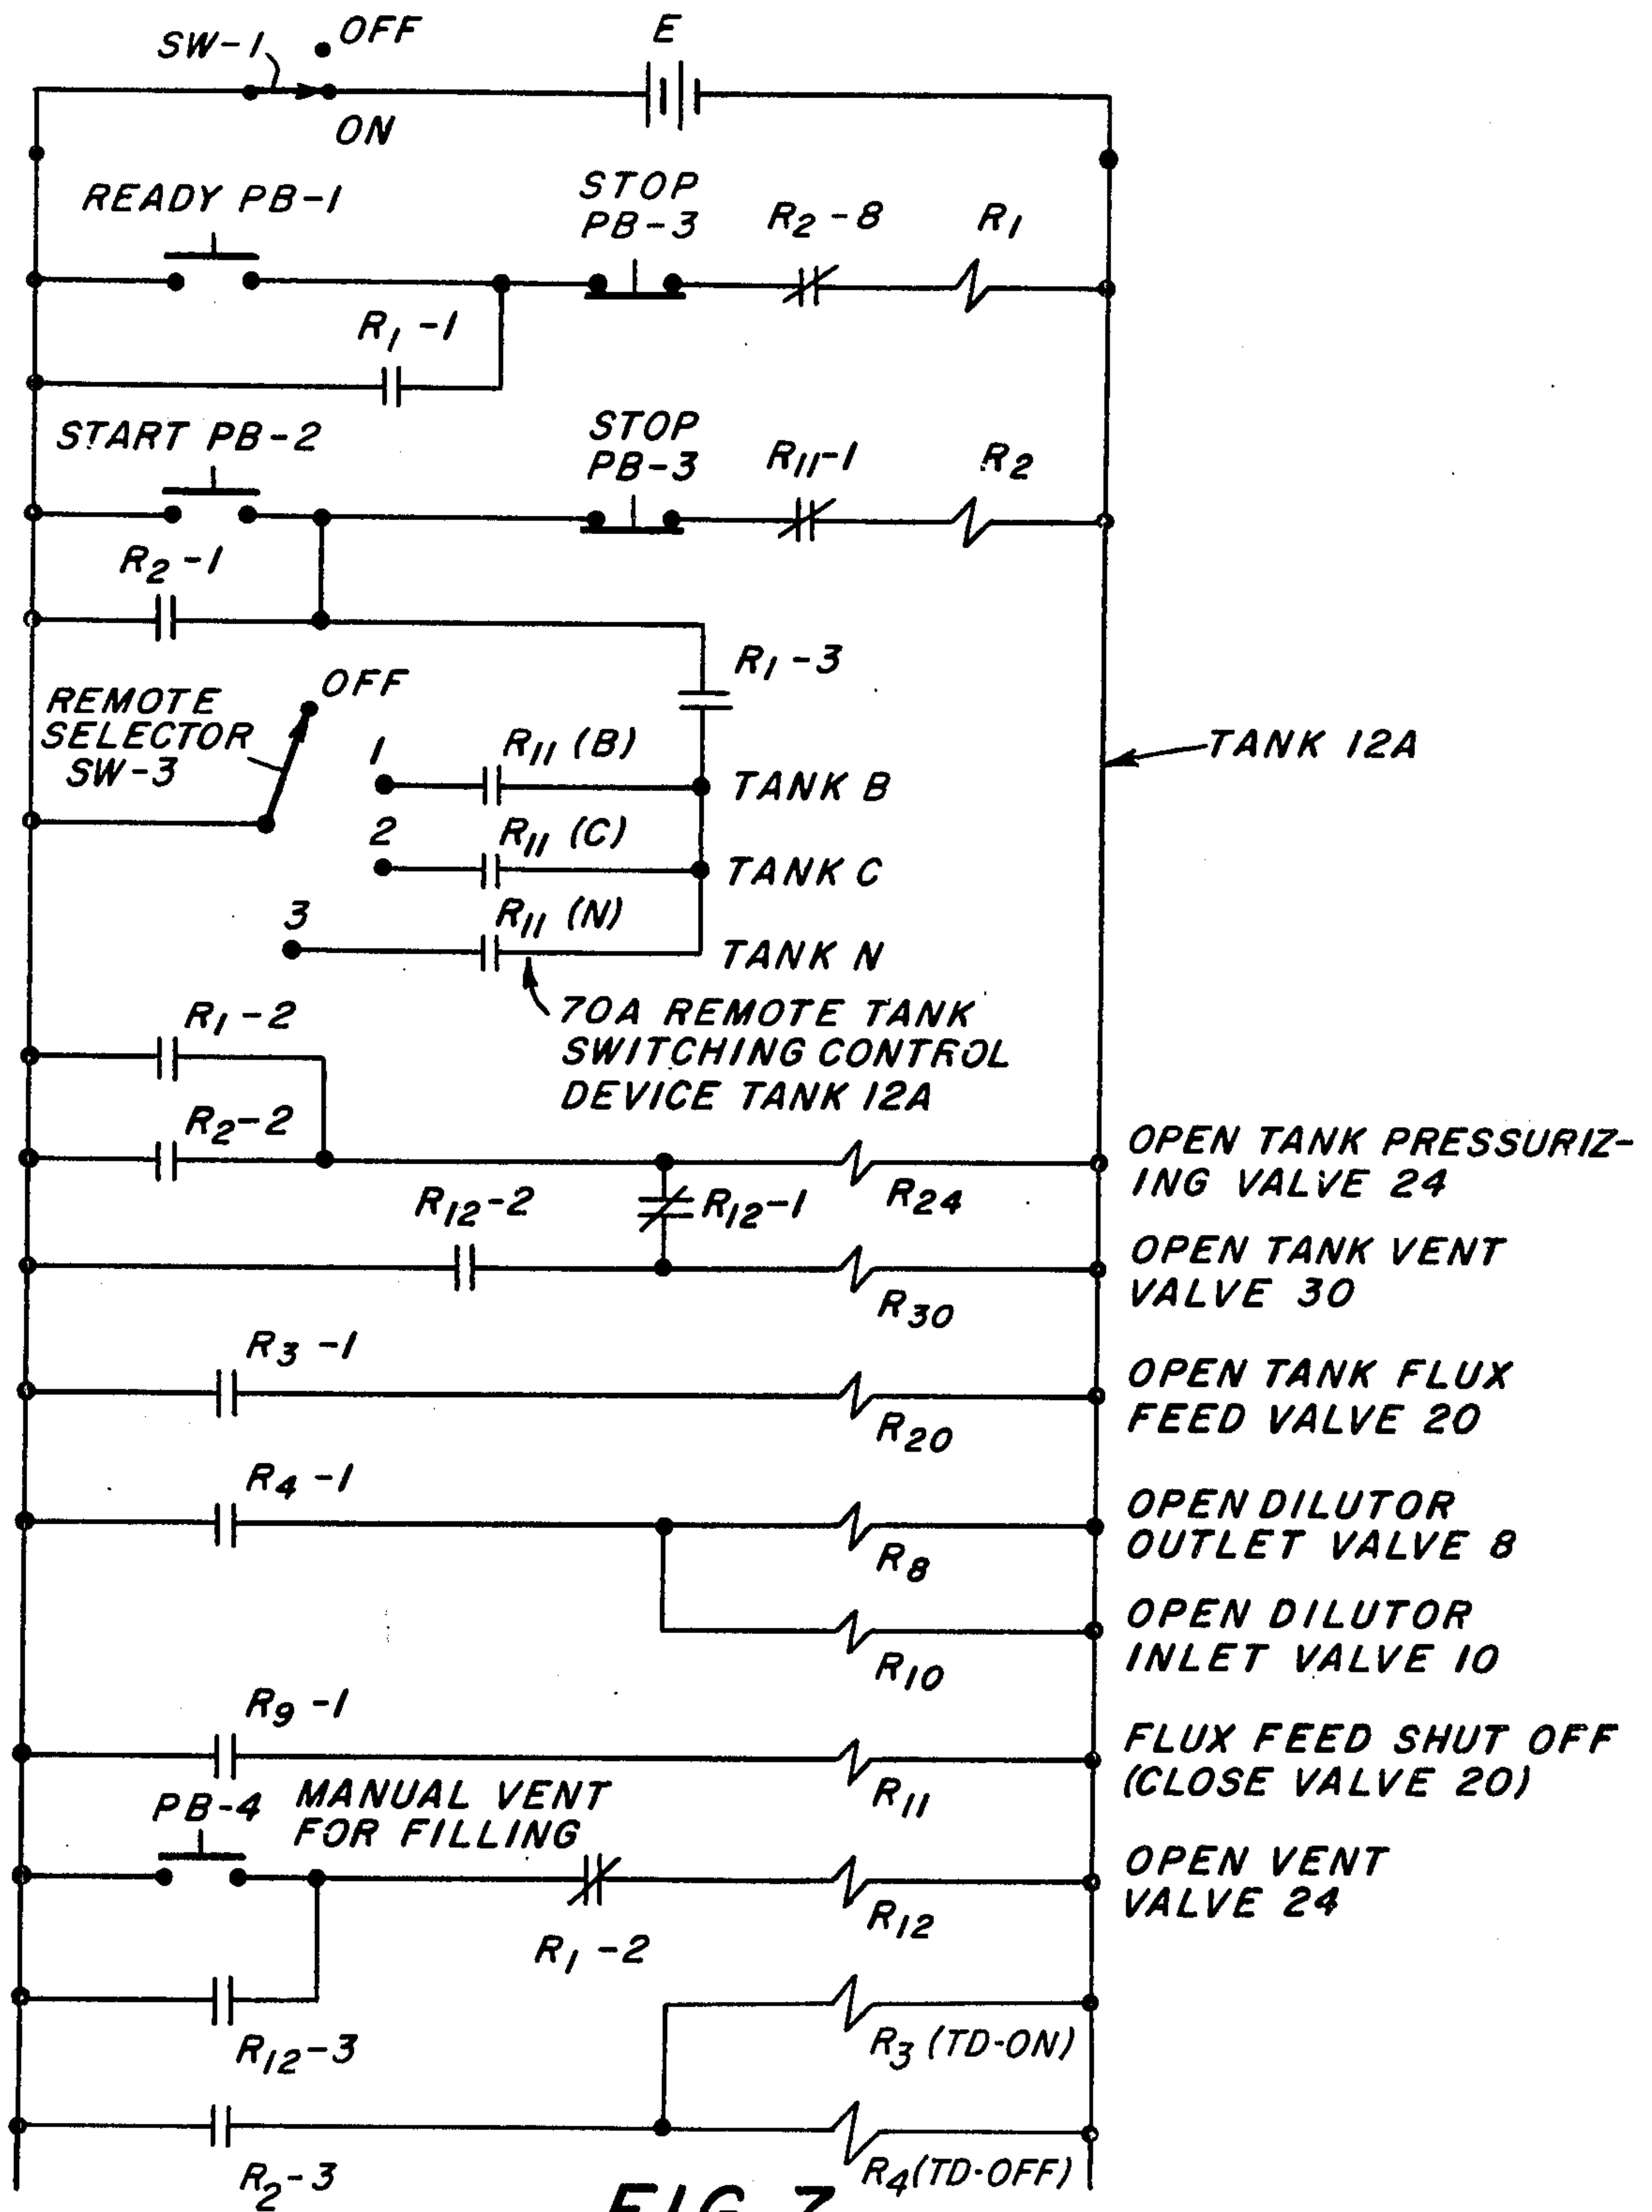 SW-1
OFF
E
ON
READY PB-1
STOP
PB-3
R2-8
R1
R1-1
START PB-2
STOP
PB-3
R11-1
R2
R2-1
R1-3
REMOTE
SELECTOR
SW-3
OFF
TANK 12A
1
R11 (B)
TANK B
2
R11 (C)
TANK C
3
R11 (N)
TANK N
70A REMOTE TANK
SWITCHING CONTROL
DEVICE TANK 12A
R1-2
R2-2
R24
OPEN TANK PRESSURIZ-
ING VALVE 24
R12-2
R12-1
R30
OPEN TANK VENT
VALVE 30
R3-1
R20
OPEN TANK FLUX
FEED VALVE 20
R4-1
R8
OPEN DILUTOR
OUTLET VALVE 8
R10
OPEN DILUTOR
INLET VALVE 10
R9-1
R11
FLUX FEED SHUT OFF
(CLOSE VALVE 20)
PB-4
MANUAL VENT
FOR FILLING
R1-2
R12
OPEN VENT
VALVE 24
R12-3
R3 (TD-ON)
R2-3
R4 (TD-OFF)
FIG. 7